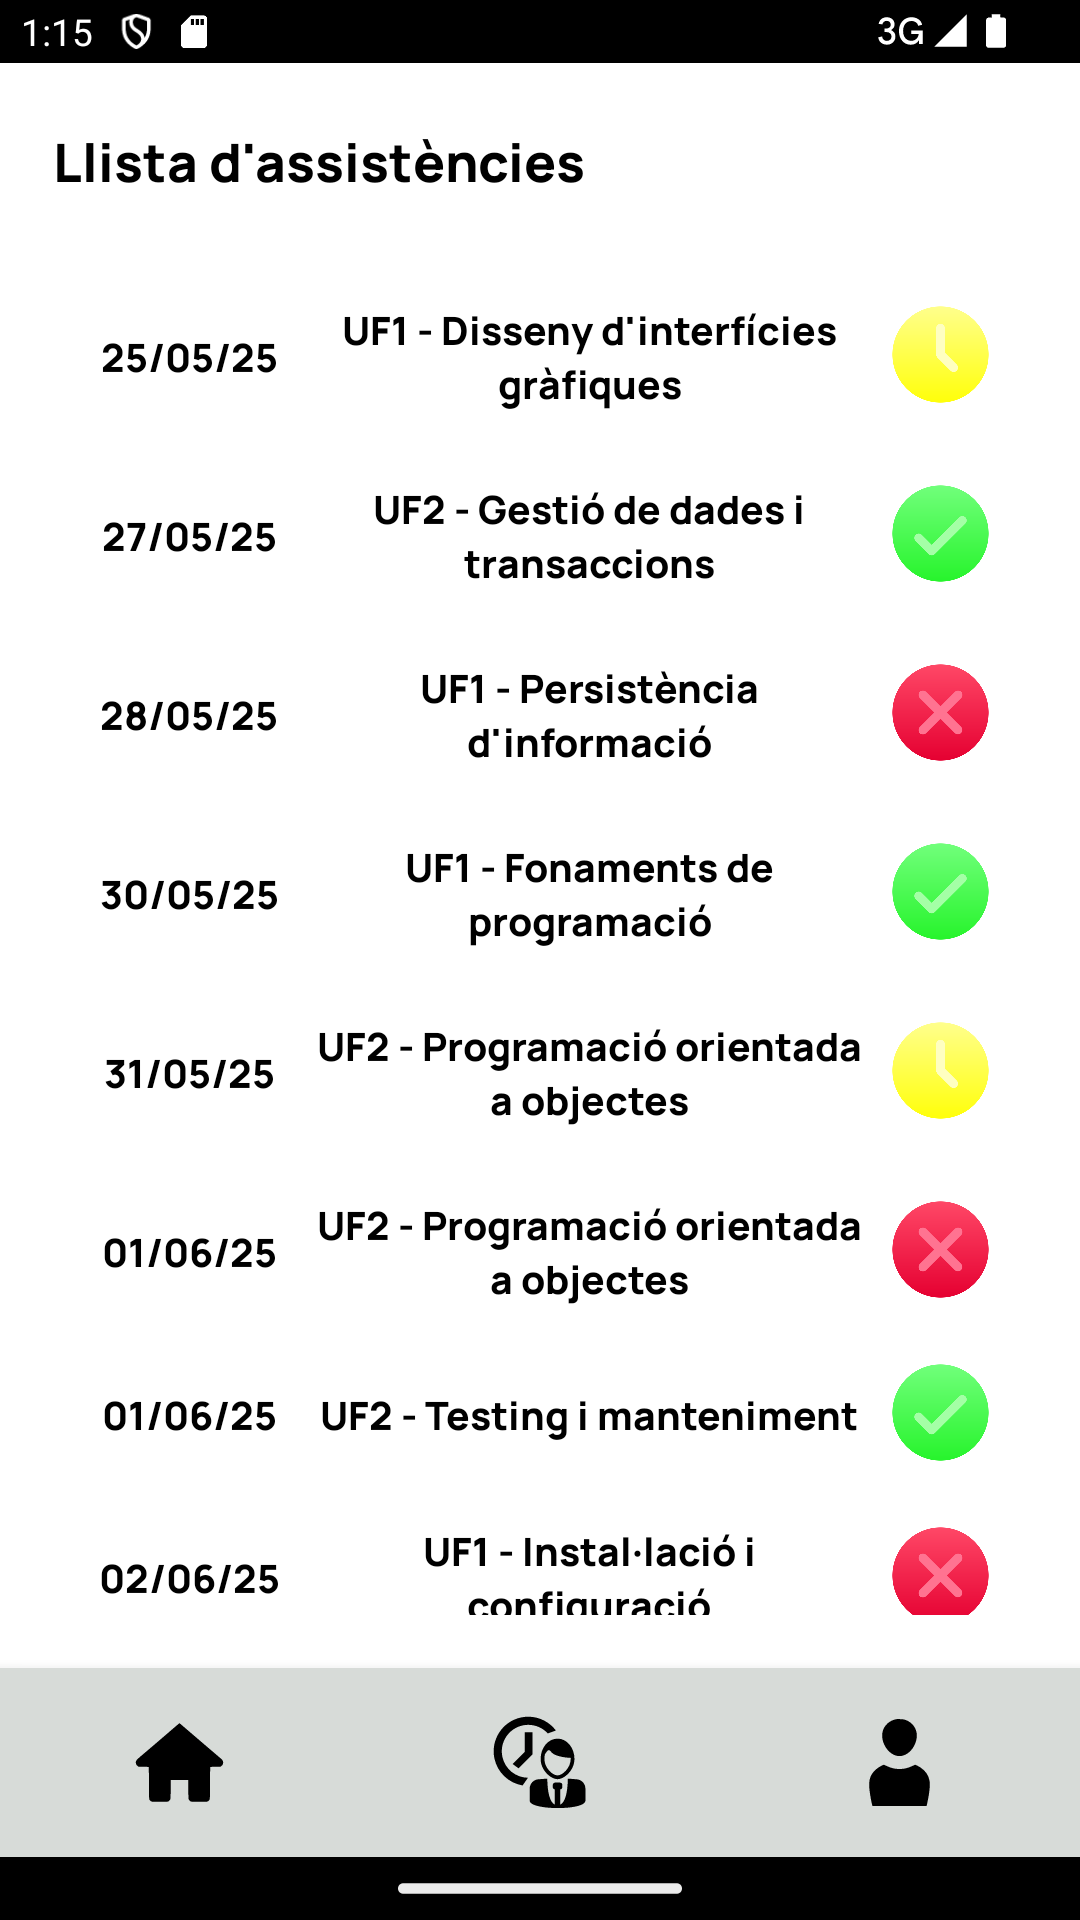 1:15
3G
Llista d'assistències
25/05/25
UF1 - Disseny d'interfícies
gràfiques
27/05/25
UF2 - Gestió de dades i
transaccions
28/05/25
UF1 - Persistència
d'informació
30/05/25
UF1 - Fonaments de
programació
31/05/25
UF2 - Programació orientada
a objectes
01/06/25
UF2 - Programació orientada
a objectes
01/06/25
UF2 - Testing i manteniment
02/06/25
UF1 - Instal·lació i
configuració